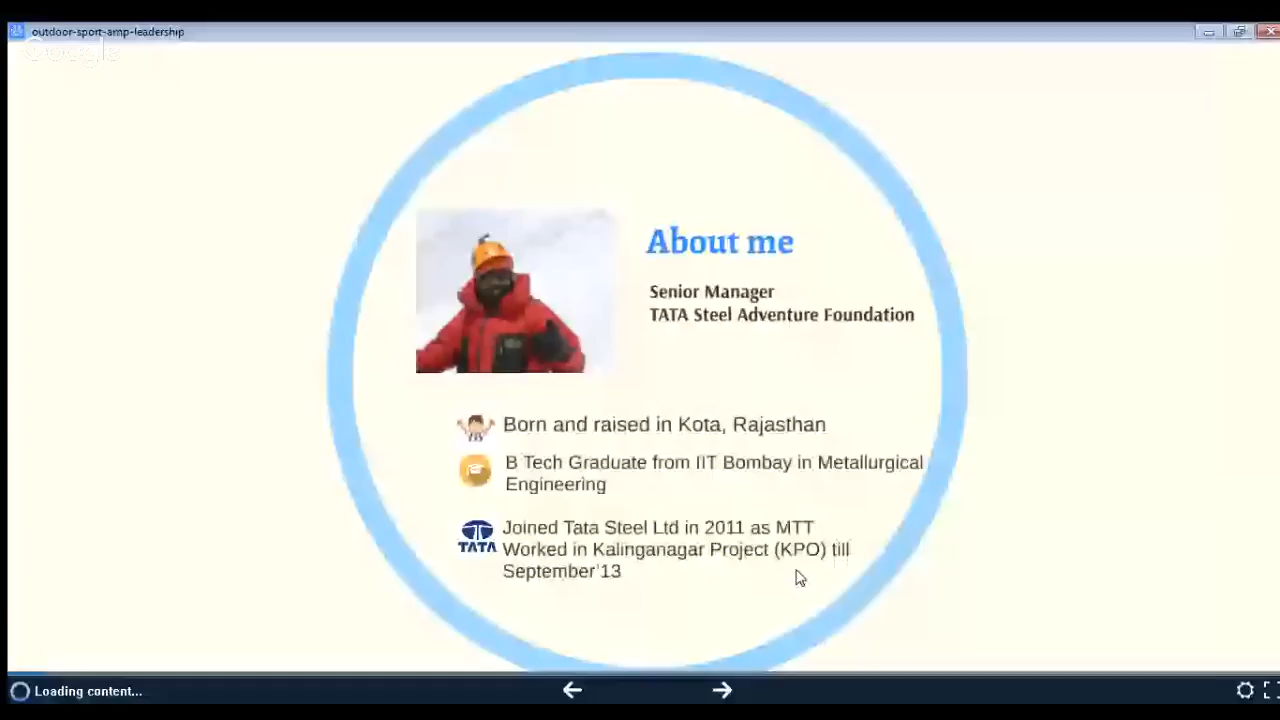 outdoor-sport-amp-leadership
Google
About me
Senior Manager
TATA Steel Adventure Foundation
Born and raised in Kota, Rajasthan
B Tech Graduate from IIT Bombay in Metallurgical
Engineering
Joined Tata Steel Ltd in 2011 as MTT
TATA
Worked in Kalinganagar Project (KPO) till
September'13
Loading content...